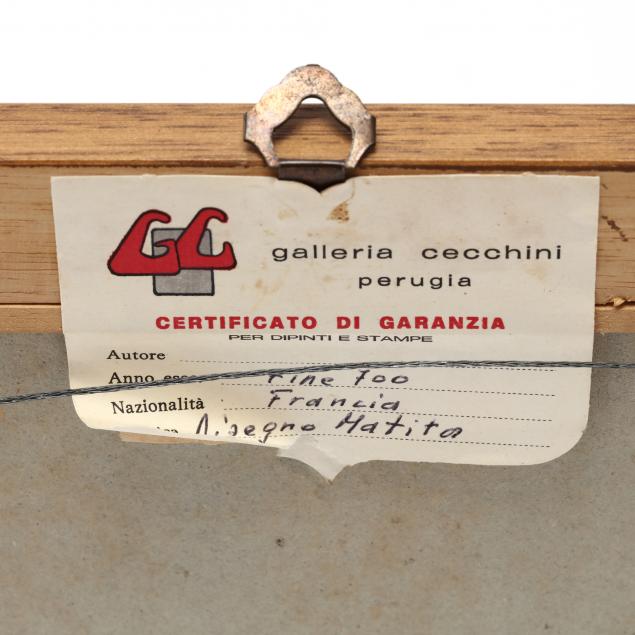 GC
galleria cecchini
perugia
CERTIFICATO DI GARANZIA
PER DIPINTI E STAMPE
Autore
Anno Fine 700
Nazionalità Francia
Disegno Matita